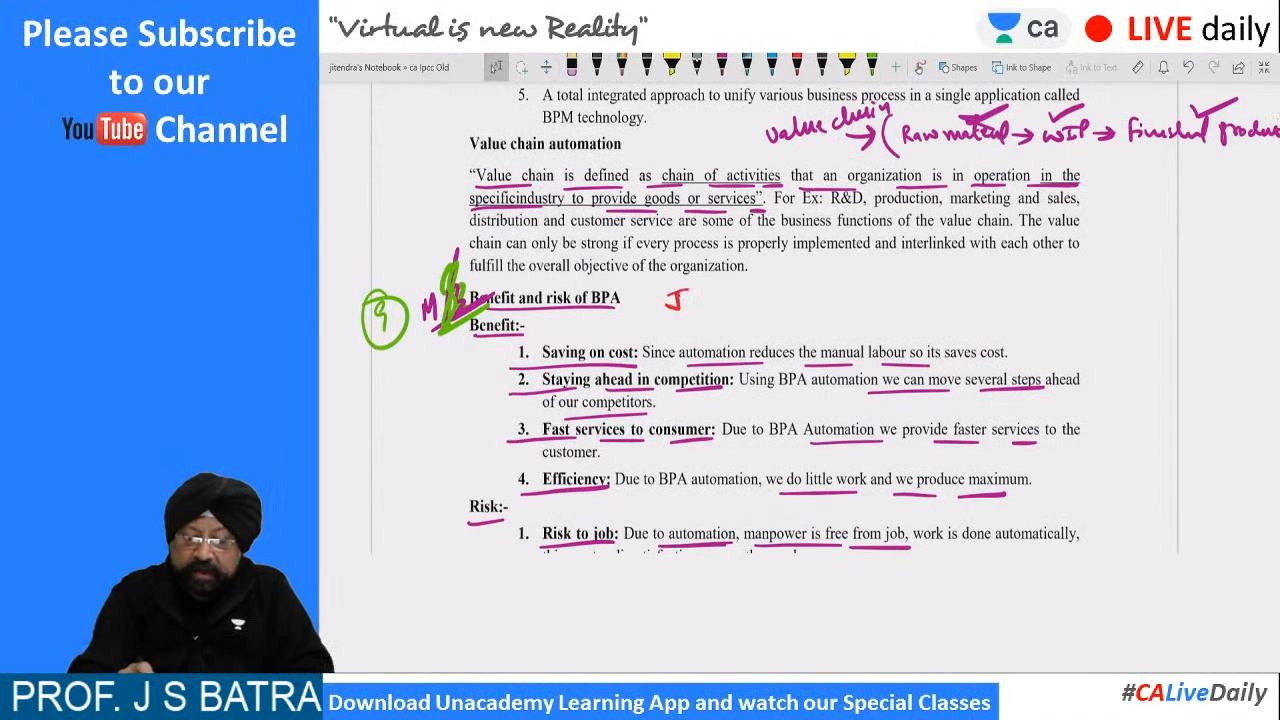 Please Subscribe
to our
YouTube Channel
"Virtual is new Reality"
ca LIVE daily
jitendra's Notebook » ca Ipcc Old
Shapes Ink to Shape Ink to Text
5. A total integrated approach to unify various business process in a single application called
BPM technology.
value chain → (Raw material → WIP → Finished produc
Value chain automation
“Value chain is defined as chain of activities that an organization is in operation in the
specificindustry to provide goods or services”. For Ex: R&D, production, marketing and sales,
distribution and customer service are some of the business functions of the value chain. The value
chain can only be strong if every process is properly implemented and interlinked with each other to
fulfill the overall objective of the organization.
Benefit and risk of BPA
Benefit:-
1. Saving on cost: Since automation reduces the manual labour so its saves cost.
2. Staying ahead in competition: Using BPA automation we can move several steps ahead
of our competitors.
3. Fast services to consumer: Due to BPA Automation we provide faster services to the
customer.
4. Efficiency: Due to BPA automation, we do little work and we produce maximum.
Risk:-
1. Risk to job: Due to automation, manpower is free from job, work is done automatically,
PROF. J S BATRA
Download Unacademy Learning App and watch our Special Classes
#CALiveDaily